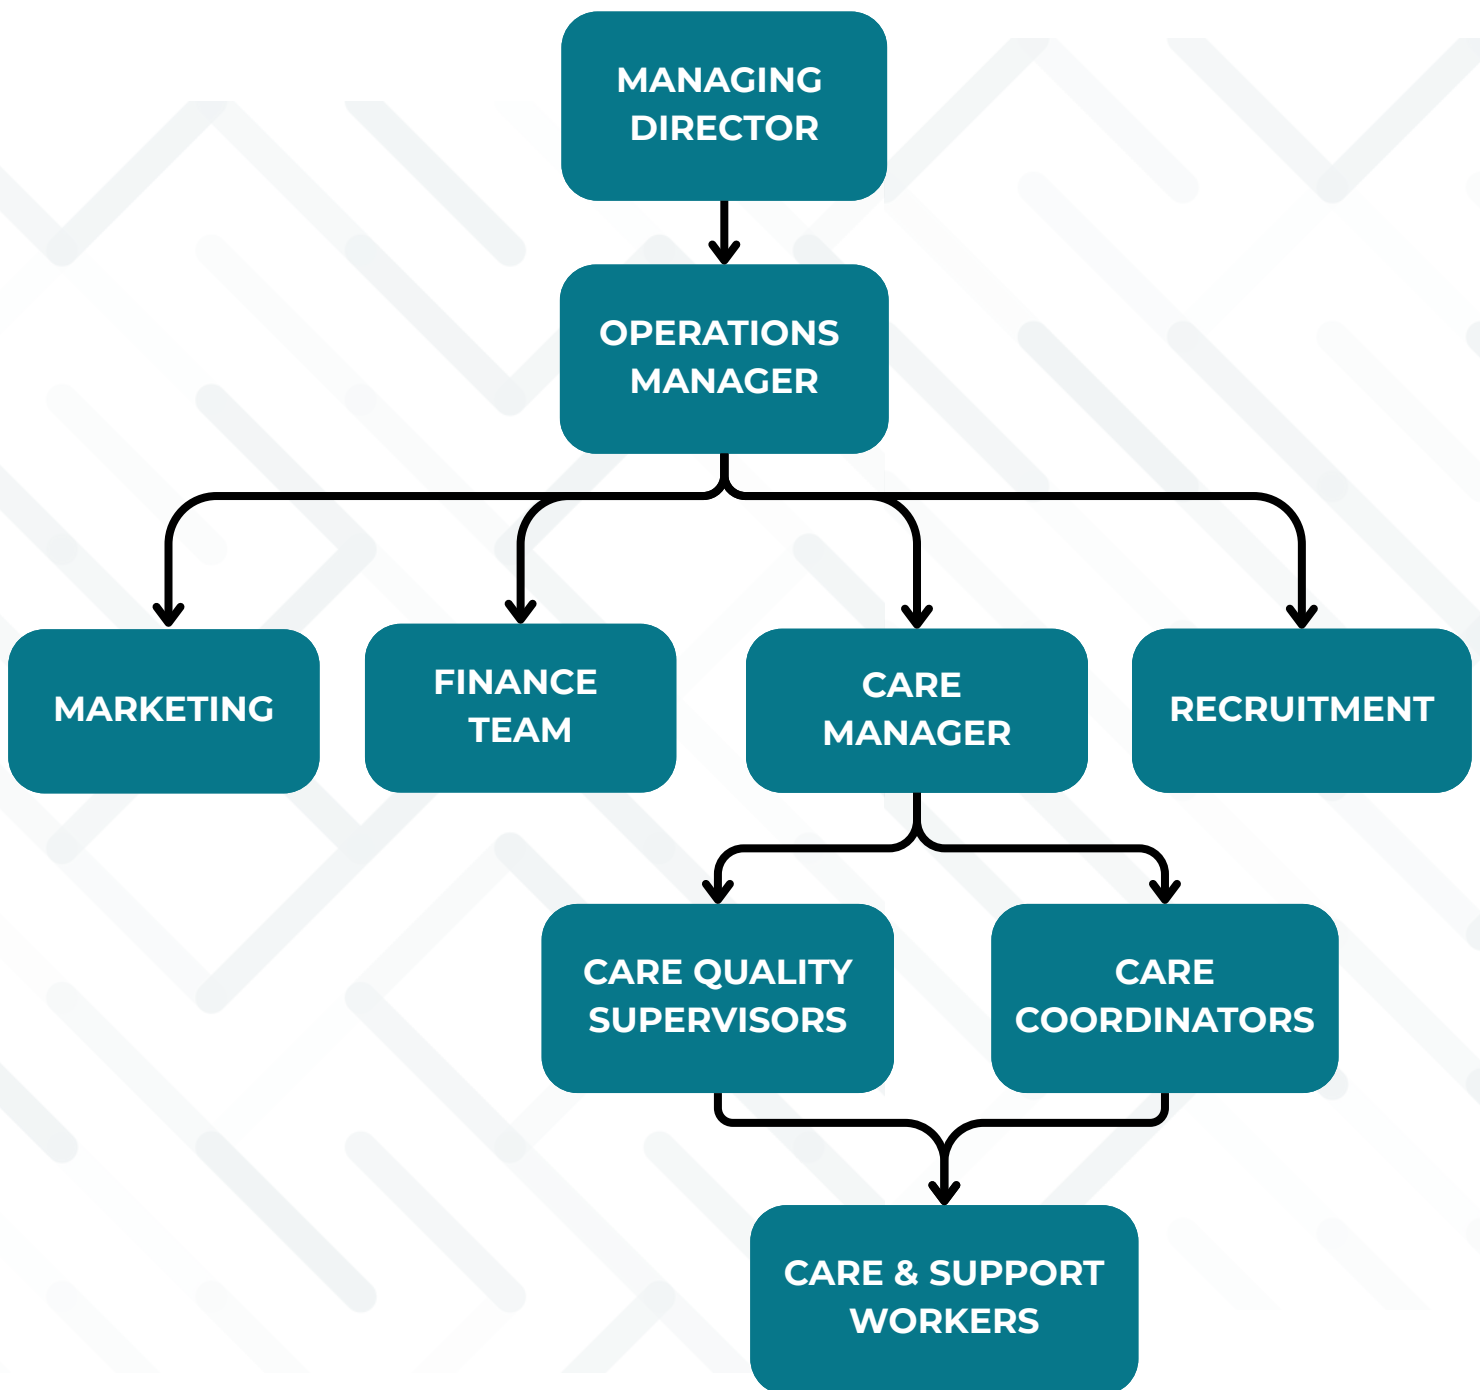 MANAGING
DIRECTOR
OPERATIONS
MANAGER
MARKETING
FINANCE
TEAM
CARE
MANAGER
RECRUITMENT
CARE QUALITY
SUPERVISORS
CARE
COORDINATORS
CARE & SUPPORT
WORKERS